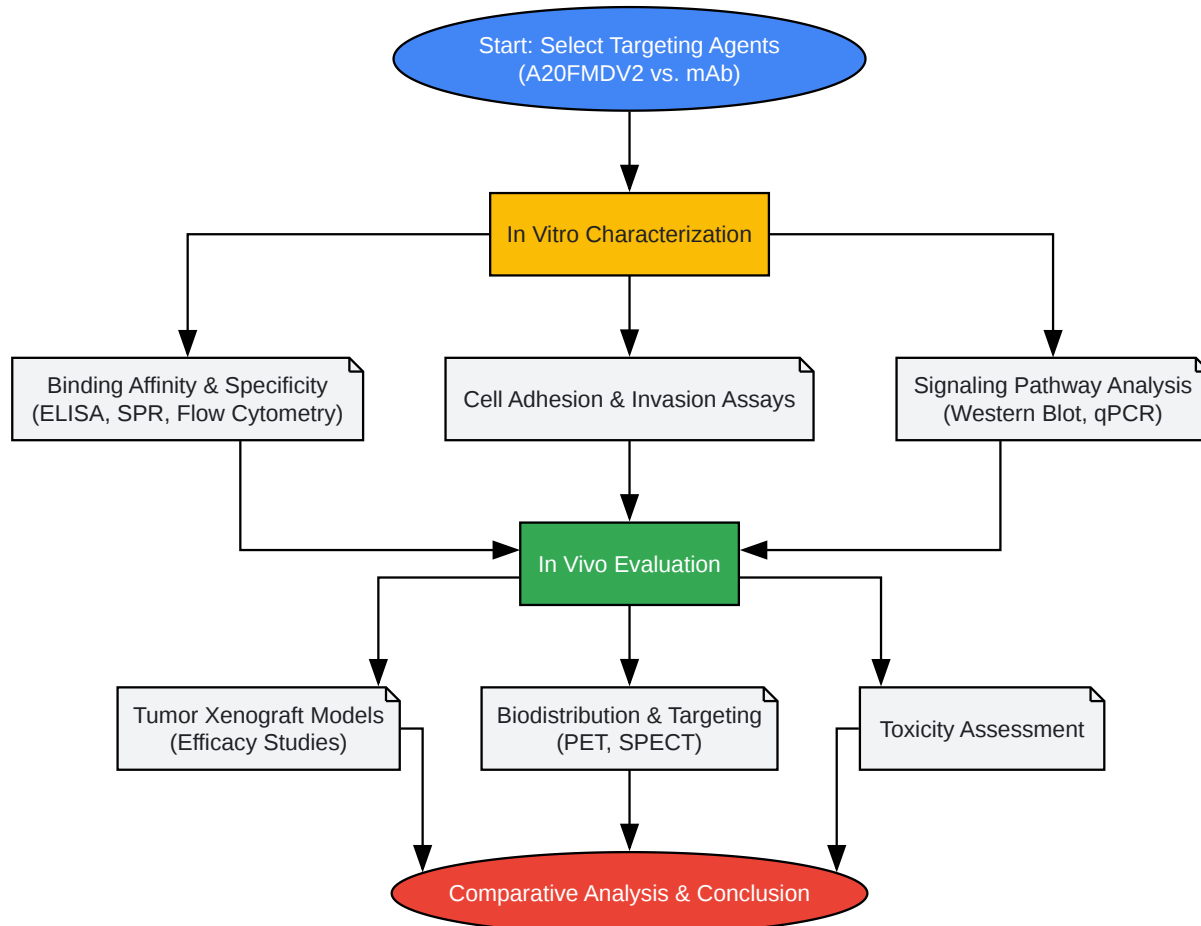 Start: Select Targeting Agents
(A20FMDV2 vs. mAb)
In Vitro Characterization
Binding Affinity & Specificity
(ELISA, SPR, Flow Cytometry)
Cell Adhesion & Invasion Assays
Signaling Pathway Analysis
(Western Blot, qPCR)
In Vivo Evaluation
Tumor Xenograft Models
(Efficacy Studies)
Biodistribution & Targeting
(PET, SPECT)
Toxicity Assessment
Comparative Analysis & Conclusion